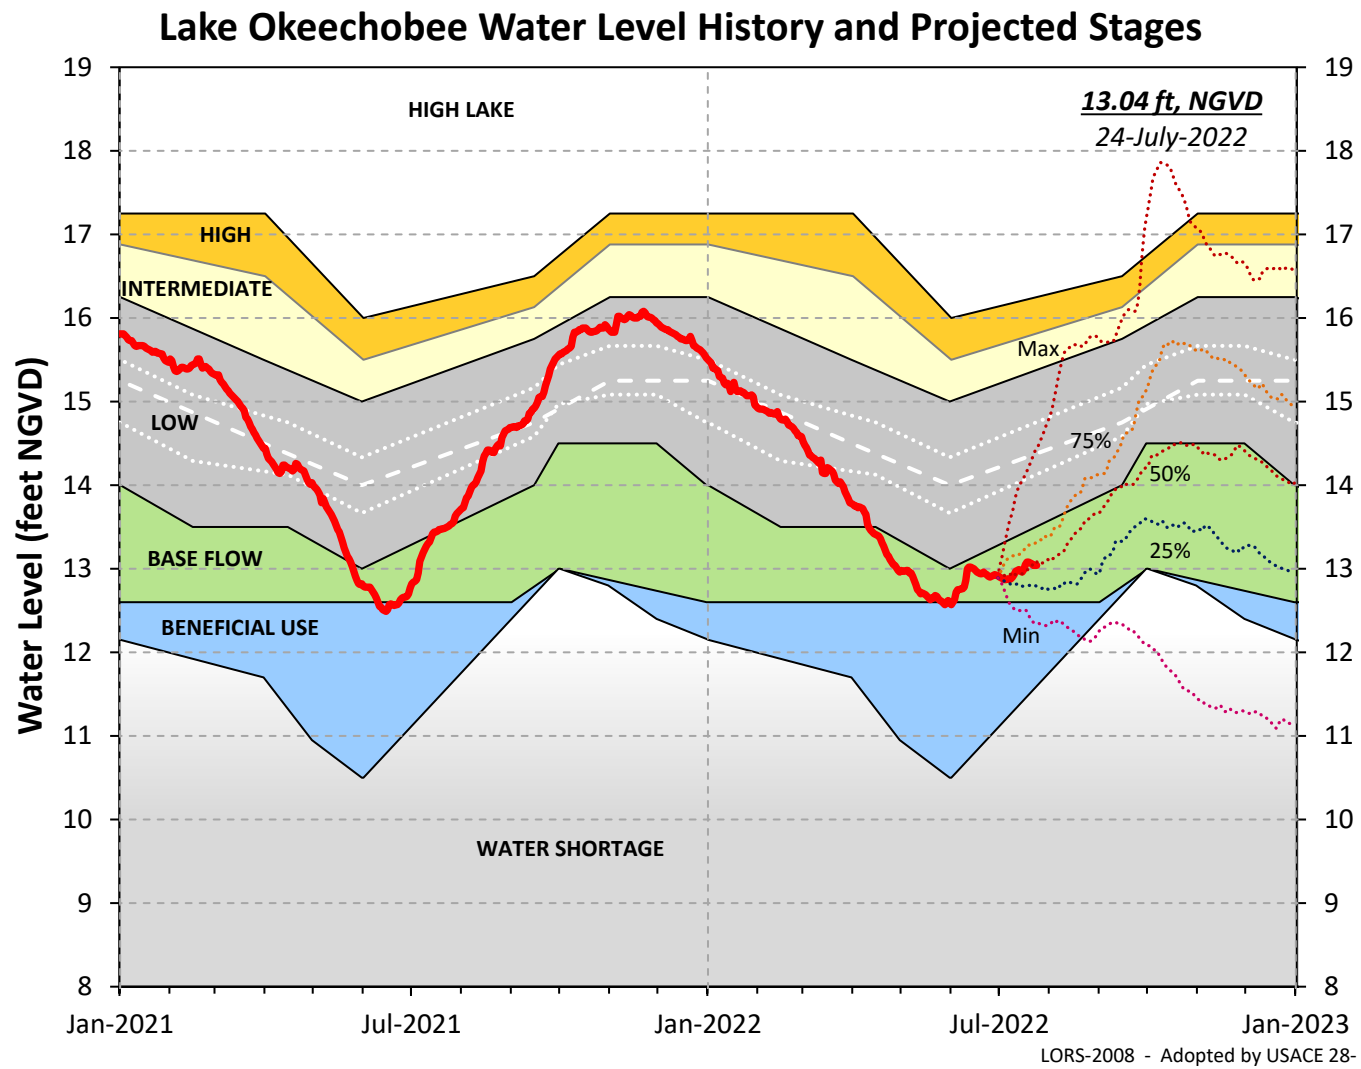 Lake Okeechobee Water Level History and Projected Stages
19
19
HIGH LAKE
13.04 ft, NGVD
24-July-2022
18
18
17
17
HIGH
INTERMEDIATE
16
16
Max
Water Level (feet NGVD)
15
15
LOW
75%
50%
14
14
BASE FLOW
25%
13
13
BENEFICIAL USE
Min
12
12
11
11
10
10
WATER SHORTAGE
9
9
8
8
Jan-2021
Jul-2021
Jan-2022
Jul-2022
Jan-2023
LORS-2008 - Adopted by USACE 28-